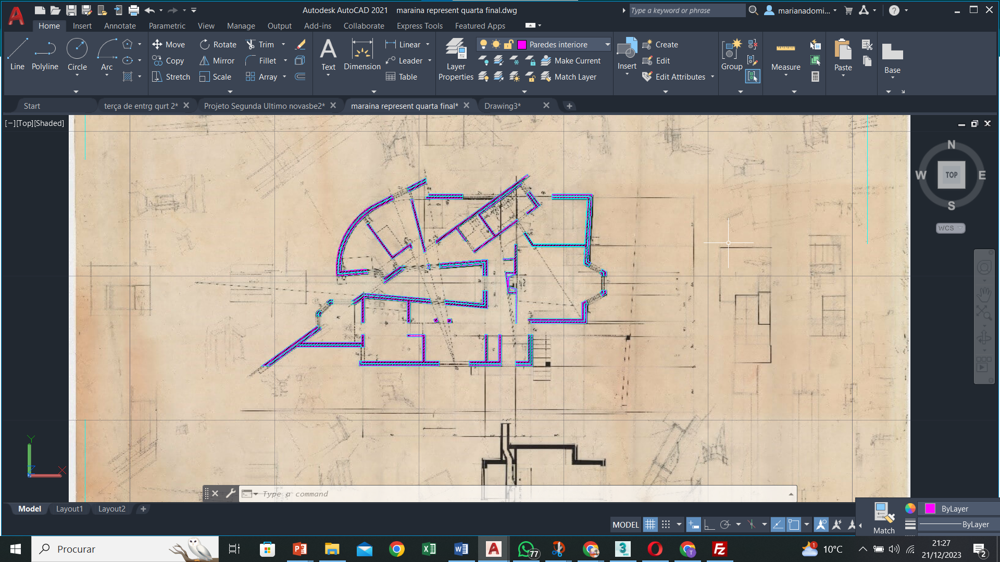 Autodesk AutoCAD 2021 maraina represent quarta final.dwg
Type a keyword or phrase
marianadomi...
Home Insert Annotate Parametric View Manage Output Add-ins Collaborate Express Tools Featured Apps
Line Polyline Circle Arc
Move Rotate Trim
Copy Mirror Fillet
Stretch Scale Array
Text Dimension
Linear
Leader
Table
Layer Properties
Paredes interiore
Make Current
Match Layer
Insert
Create
Edit
Edit Attributes
Group
Measure
Paste
Base
Start terça de entrg qurt 2* Projeto Segunda Ultimo novasbe2* maraina represent quarta final* Drawing3*
[−][Top][Shaded]
N
W TOP E
S
WCS
Y
X
Type a command
Model Layout1 Layout2
MODEL
Match
ByLayer
ByLayer
Procurar
77
3
MAX
T
1
10°C
21:27
21/12/2023
2